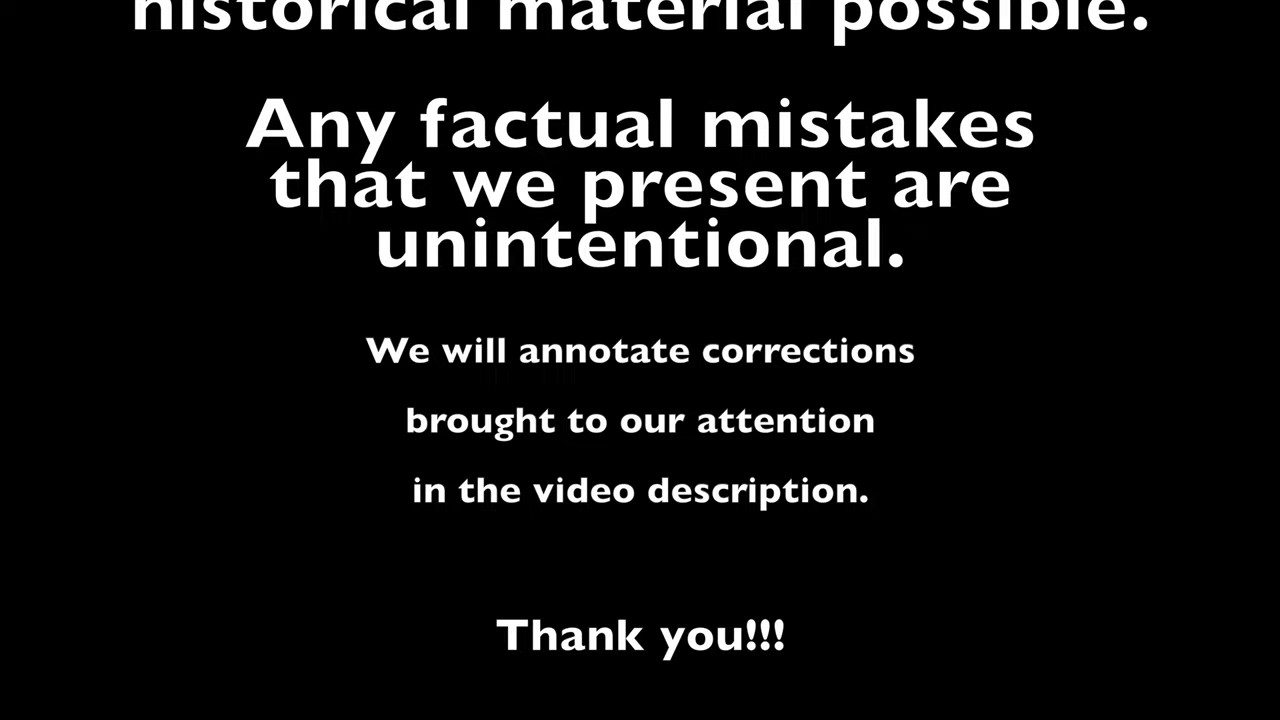 historical material possible.
Any factual mistakes
that we present are
unintentional.
We will annotate corrections
brought to our attention
in the video description.
Thank you!!!